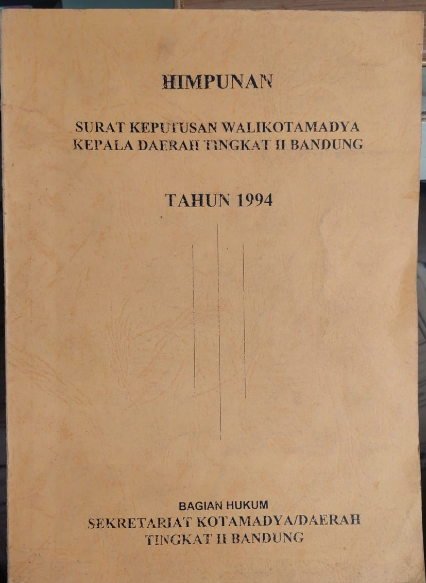 HIMPUNAN
SURAT KEPUTUSAN WALIKOTAMADYA
KEPALA DAERAH TINGKAT II BANDUNG
TAHUN 1994
BAGIAN HUKUM
SEKRETARIAT KOTAMADYA/DAERAH
TINGKAT II BANDUNG